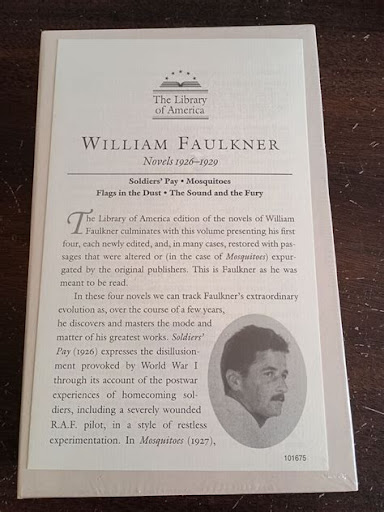 The Library
of America
WILLIAM FAULKNER
Novels 1926–1929
Soldiers' Pay • Mosquitoes
Flags in the Dust • The Sound and the Fury
The Library of America edition of the novels of William
Faulkner culminates with this volume presenting his first
four, each newly edited, and, in many cases, restored with pas-
sages that were altered or (in the case of Mosquitoes) expur-
gated by the original publishers. This is Faulkner as he was
meant to be read.
In these four novels we can track Faulkner's extraordinary
evolution as, over the course of a few years,
he discovers and masters the mode and
matter of his greatest works. Soldiers'
Pay (1926) expresses the disillusion-
ment provoked by World War I
through its account of the postwar
experiences of homecoming sol-
diers, including a severely wounded
R.A.F. pilot, in a style of restless
experimentation. In Mosquitoes (1927),
101675